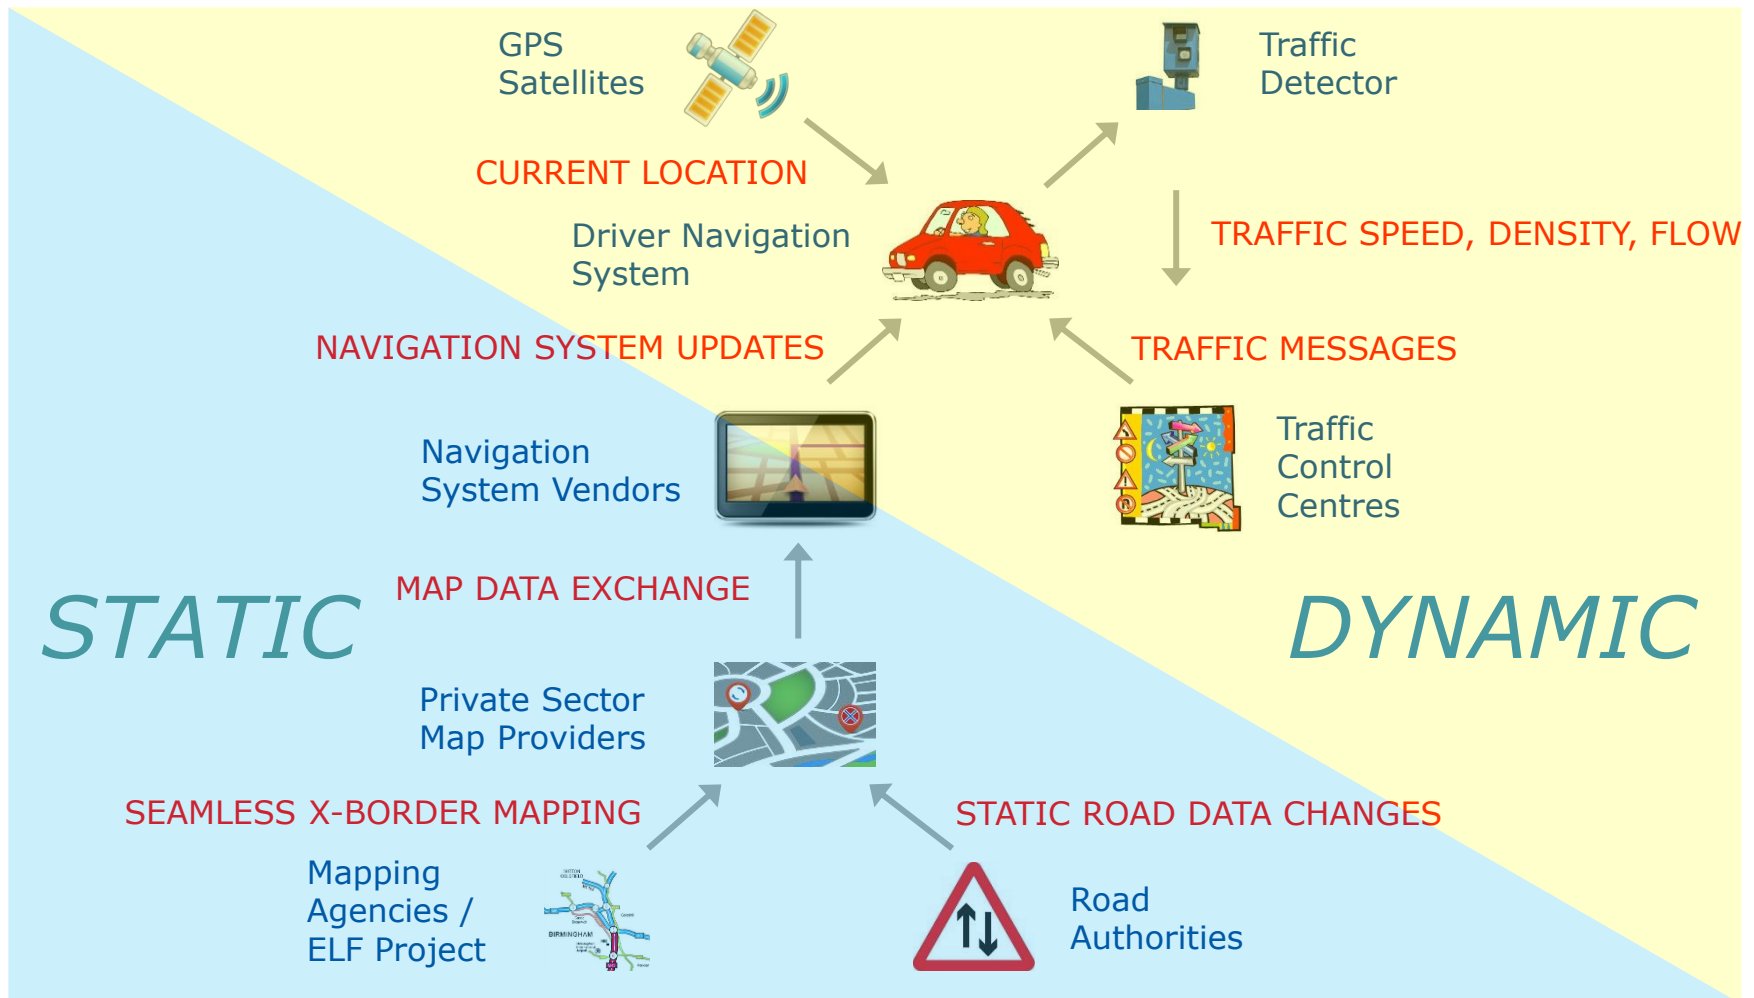 GPS
Satellites
Traffic
Detector
CURRENT LOCATION
Driver Navigation
System
TRAFFIC SPEED, DENSITY, FLOW
NAVIGATION SYSTEM UPDATES
TRAFFIC MESSAGES
Navigation
System Vendors
Traffic
Control
Centres
MAP DATA EXCHANGE
STATIC
DYNAMIC
Private Sector
Map Providers
SEAMLESS X-BORDER MAPPING
STATIC ROAD DATA CHANGES
Mapping
Agencies /
ELF Project
BIRMINGHAM
Road
Authorities